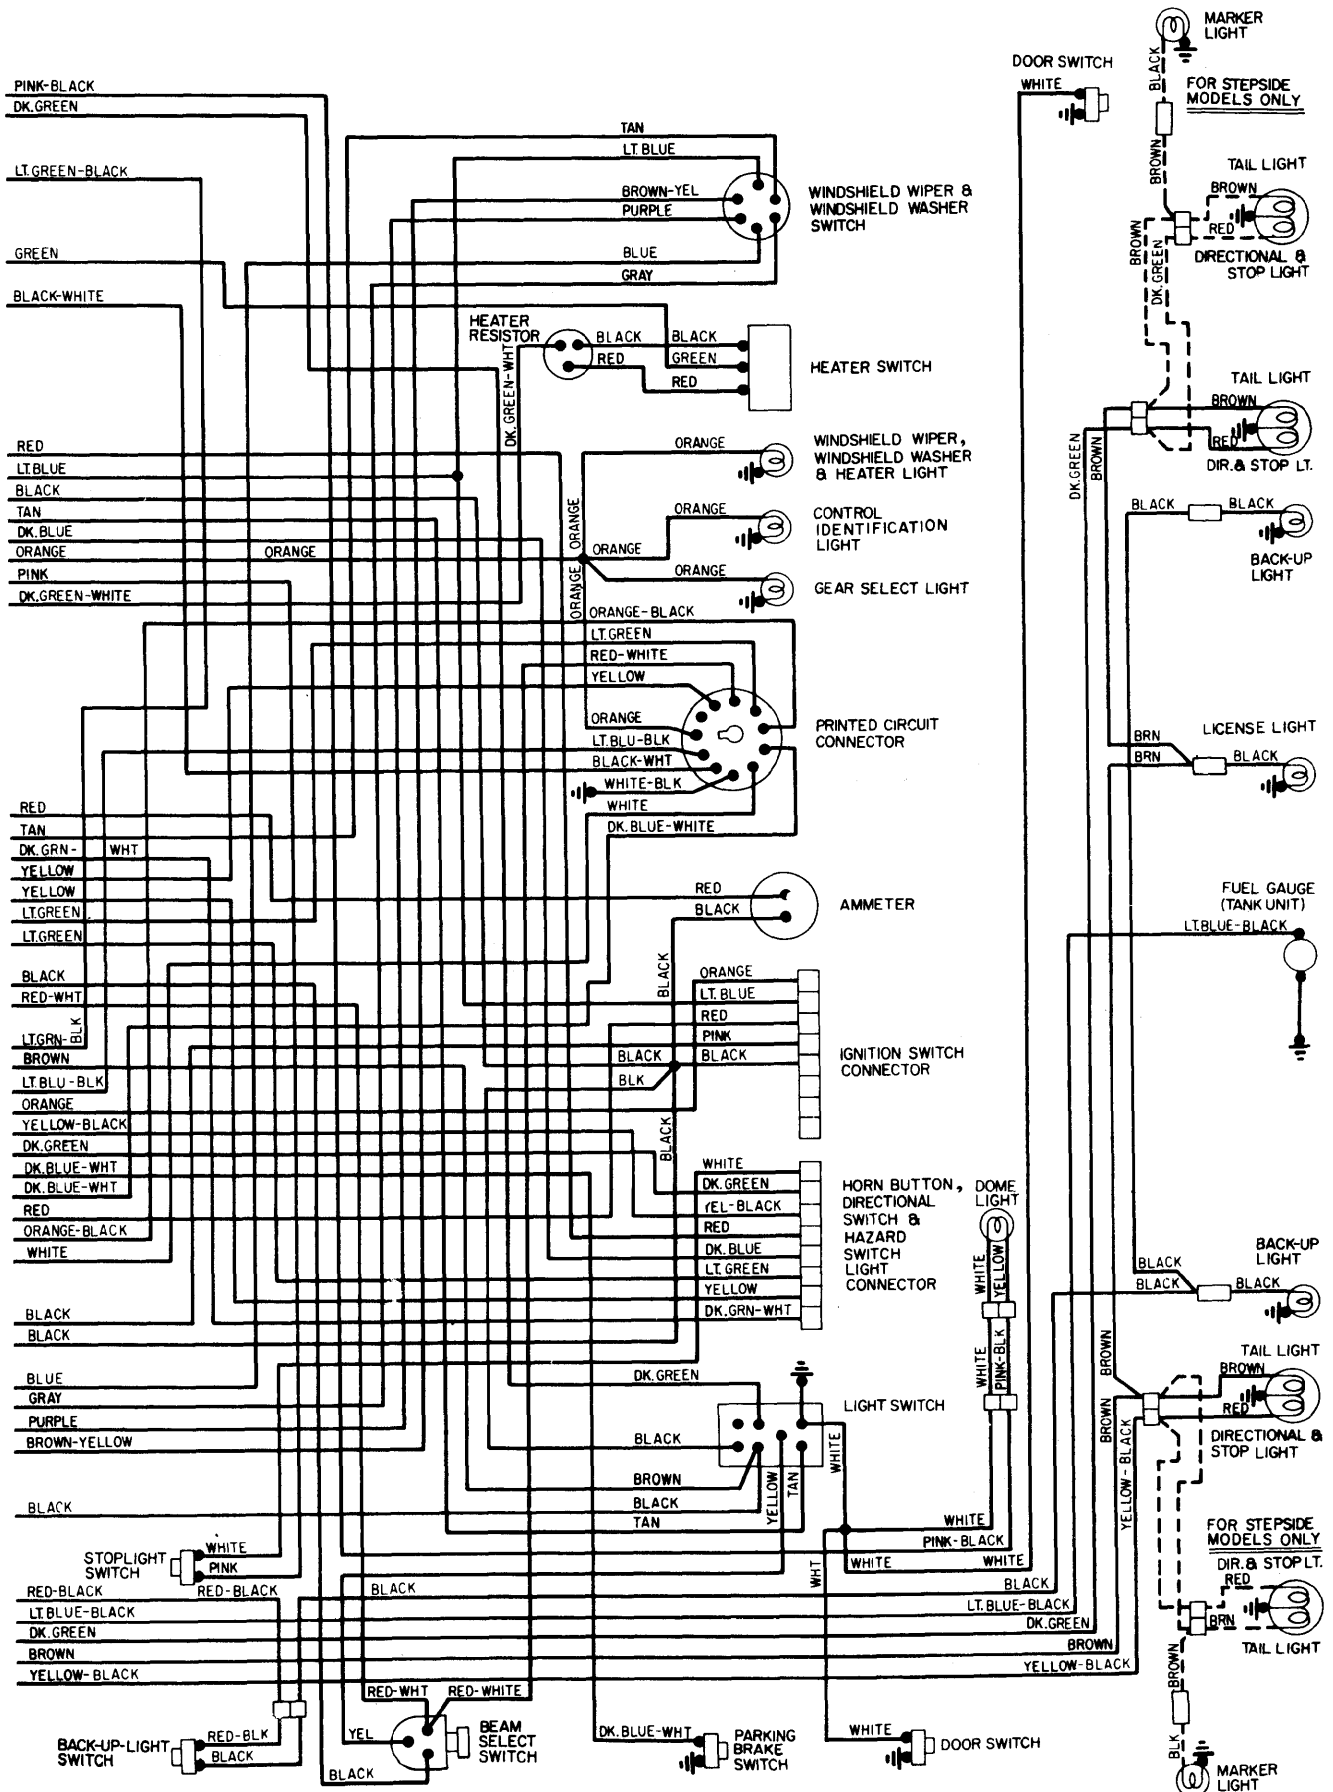 MARKER
LIGHT
DOOR SWITCH
WHITE
BLACK
FOR STEPSIDE
MODELS ONLY
PINK-BLACK
DK.GREEN
TAN
LT. BLUE
BROWN
TAIL LIGHT
BROWN
LT. GREEN-BLACK
BROWN-YEL
PURPLE
WINDSHIELD WIPER &
WINDSHIELD WASHER
SWITCH
RED
BROWN
DK.GREEN
DIRECTIONAL &
STOP LIGHT
GREEN
BLUE
GRAY
BLACK-WHITE
HEATER
RESISTOR
BLACK
BLACK
RED
GREEN
RED
HEATER SWITCH
DK.GREEN-WHT
TAIL LIGHT
BROWN
RED
DIR.& STOP LT.
DK.GREEN
BROWN
RED
LT.BLUE
BLACK
TAN
DK.BLUE
ORANGE
ORANGE
PINK
DK.GREEN-WHITE
ORANGE
WINDSHIELD WIPER,
WINDSHIELD WASHER
& HEATER LIGHT
ORANGE
ORANGE
CONTROL
IDENTIFICATION
LIGHT
ORANGE
ORANGE
ORANGE
GEAR SELECT LIGHT
BLACK
BLACK
BACK-UP
LIGHT
ORANGE-BLACK
LT.GREEN
RED-WHITE
YELLOW
ORANGE
LT.BLU-BLK
BLACK-WHT
WHITE-BLK
WHITE
DK.BLUE-WHITE
PRINTED CIRCUIT
CONNECTOR
LICENSE LIGHT
BRN
BRN
BLACK
RED
TAN
DK.GRN-WHT
YELLOW
YELLOW
LT.GREEN
LT.GREEN
BLACK
RED-WHT
LT.GRN-
BLK
BROWN
LT.BLU-BLK
ORANGE
YELLOW-BLACK
DK.GREEN
DK.BLUE-WHT
DK.BLUE-WHT
RED
ORANGE-BLACK
WHITE
RED
BLACK
AMMETER
FUEL GAUGE
(TANK UNIT)
LT.BLUE-BLACK
BLACK
ORANGE
LT. BLUE
RED
PINK
BLACK
BLACK
BLK
BLACK
IGNITION SWITCH
CONNECTOR
WHITE
DK.GREEN
YEL-BLACK
RED
DK.BLUE
LT.GREEN
YELLOW
DK.GRN-WHT
HORN BUTTON,
DIRECTIONAL
SWITCH &
HAZARD
SWITCH
LIGHT
CONNECTOR
DOME
LIGHT
WHITE
YELLOW
WHITE
PINK-BLK
BACK-UP
LIGHT
BLACK
BLACK
BLACK
BLACK
BLACK
BLUE
GRAY
PURPLE
BROWN-YELLOW
BLACK
DK.GREEN
LIGHT SWITCH
BLACK
BROWN
BLACK
TAN
YELLOW
TAN
WHITE
BROWN
BROWN
YELLOW-BLACK
TAIL LIGHT
BROWN
RED
DIRECTIONAL &
STOP LIGHT
WHITE
PINK-BLACK
WHT
WHITE
WHITE
STOPLIGHT
SWITCH
WHITE
PINK
RED-BLACK
RED-BLACK
BLACK
BLACK
LT.BLUE-BLACK
LT.BLUE-BLACK
DK.GREEN
DK.GREEN
BROWN
BROWN
YELLOW-BLACK
YELLOW-BLACK
FOR STEPSIDE
MODELS ONLY
DIR.& STOP LT.
RED
BRN
TAIL LIGHT
BROWN
BLK
MARKER
LIGHT
BACK-UP-LIGHT
SWITCH
RED-BLK
BLACK
RED-WHT
RED-WHITE
YEL
BLACK
BEAM
SELECT
SWITCH
DK.BLUE-WHT
PARKING
BRAKE
SWITCH
WHITE
DOOR SWITCH